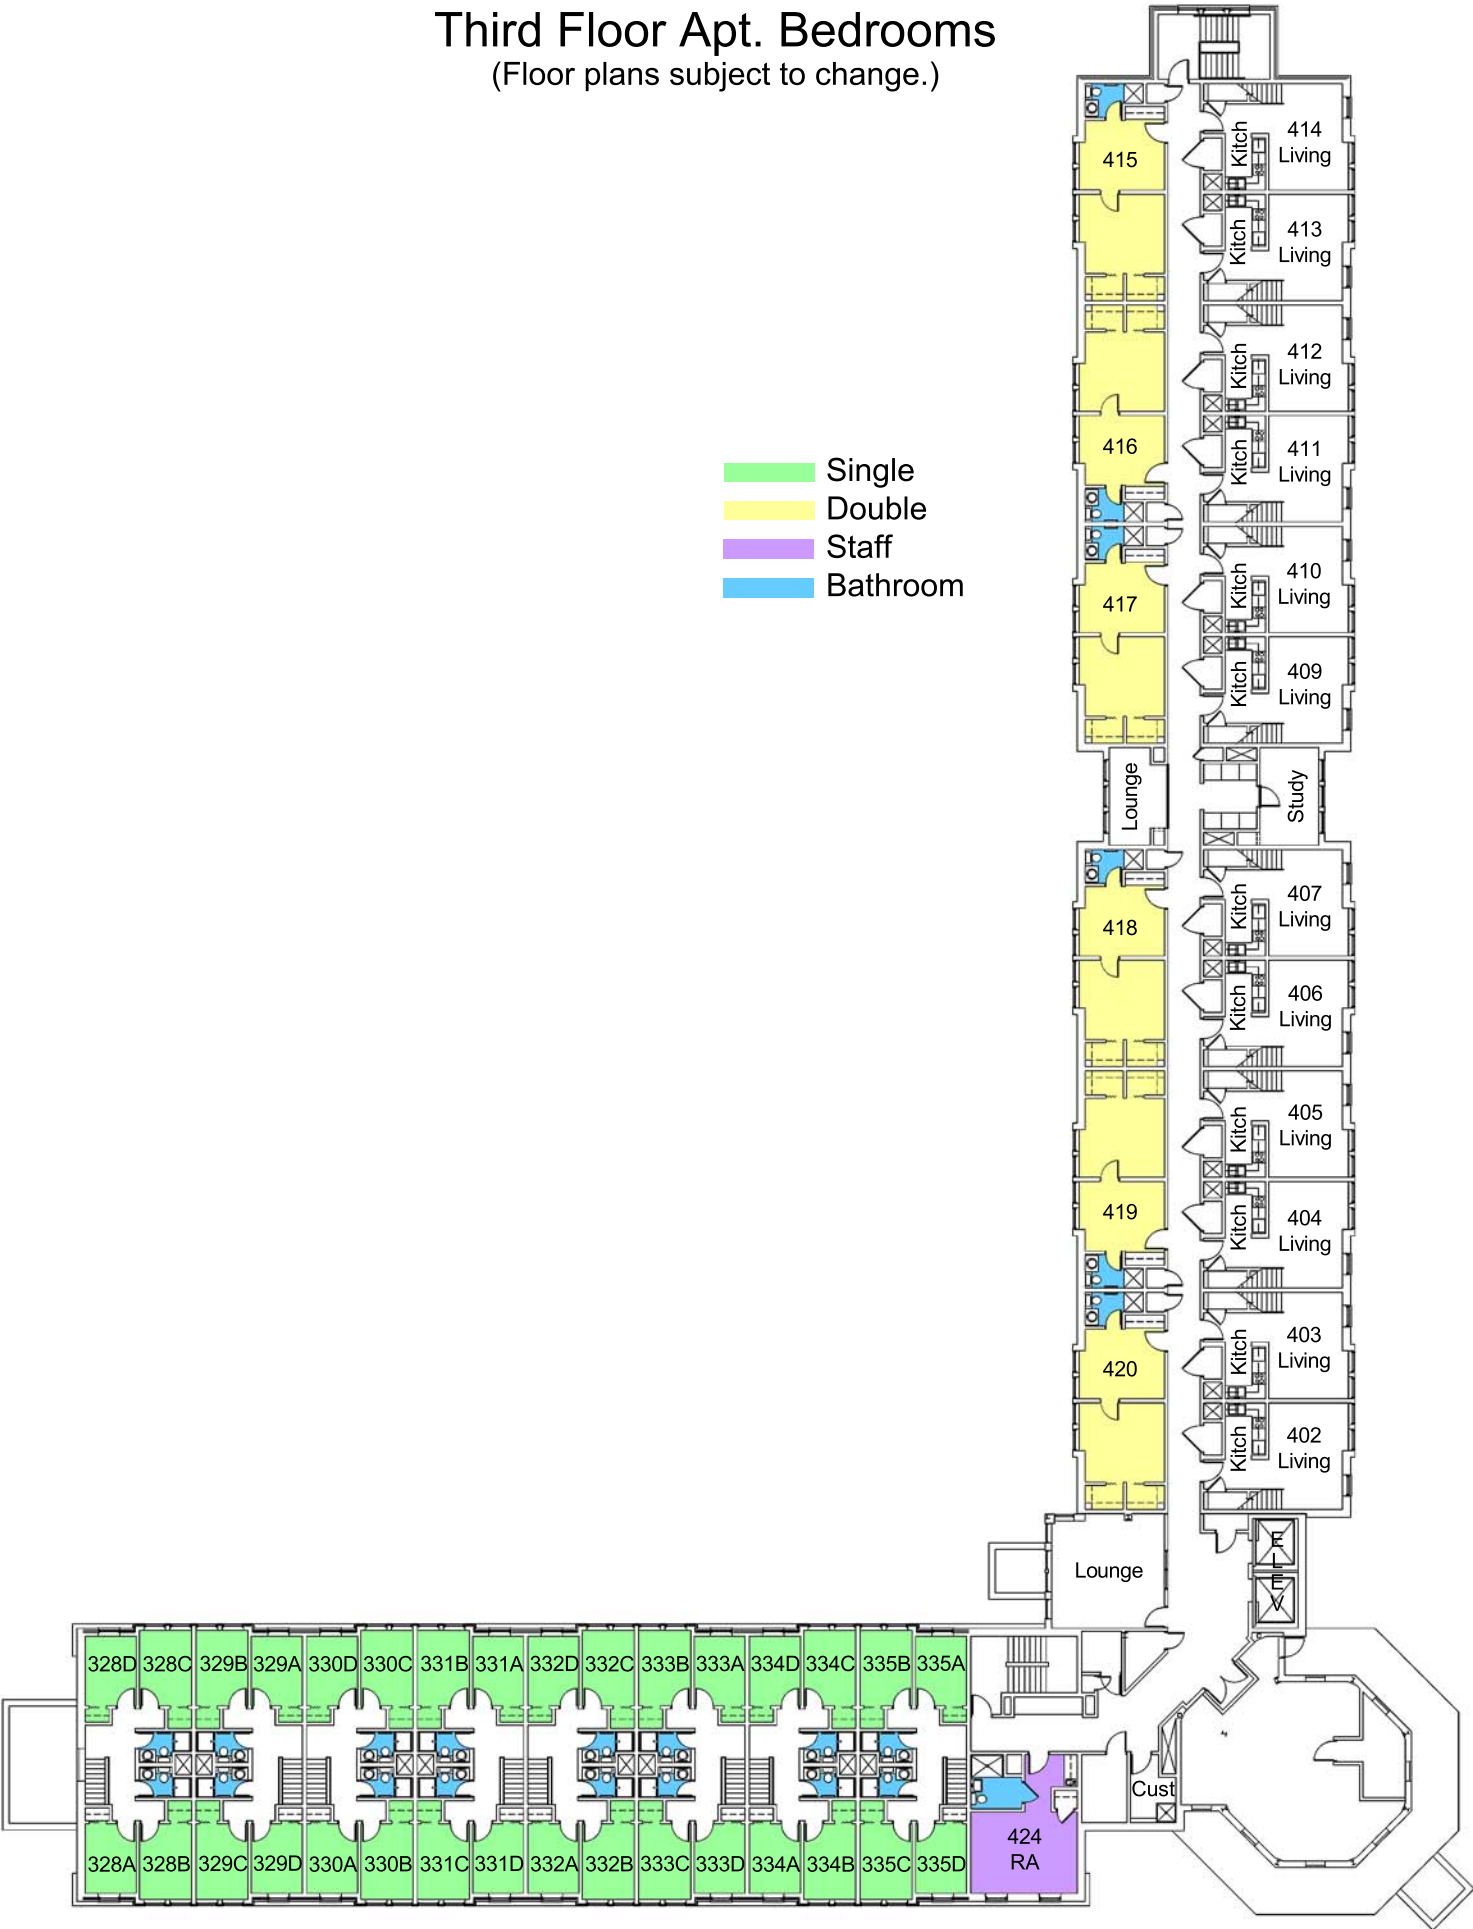 Third Floor Apt. Bedrooms
(Floor plans subject to change.)
Single
Double
Staff
Bathroom
415
416
417
Lounge
418
419
420
Lounge
Kitch
414
Living
Kitch
413
Living
Kitch
412
Living
Kitch
411
Living
Kitch
410
Living
Kitch
409
Living
Study
Kitch
407
Living
Kitch
406
Living
Kitch
405
Living
Kitch
404
Living
Kitch
403
Living
Kitch
402
Living
E
L
E
V
328D 328C 329B 329A 330D 330C 331B 331A 332D 332C 333B 333A 334D 334C 335B 335A
328A 328B 329C 329D 330A 330B 331C 331D 332A 332B 333C 333D 334A 334B 335C 335D
424
RA
Cust